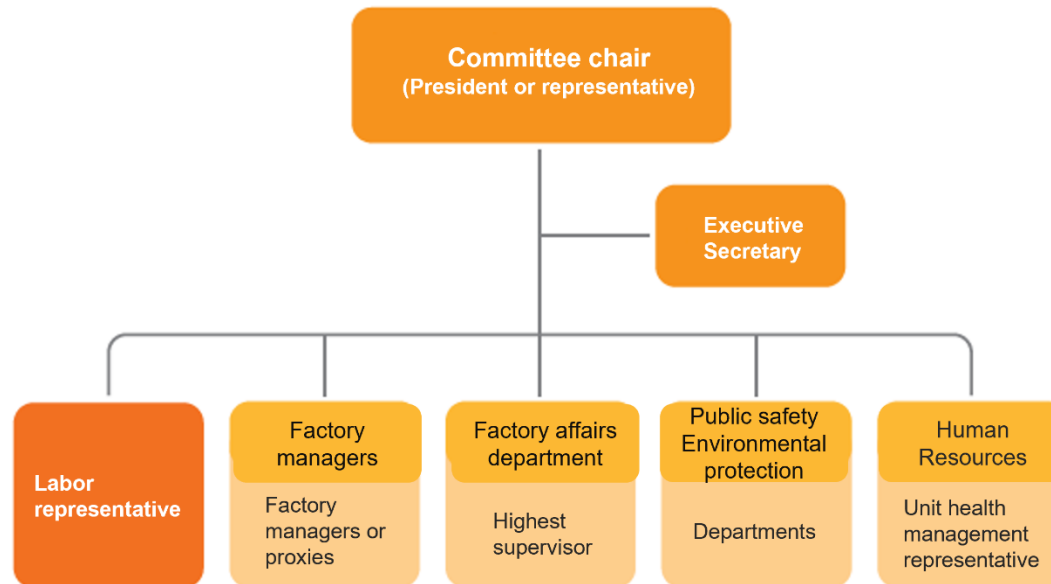 Committee chair
(President or representative)
Executive
Secretary
Labor
representative
Factory
managers
Factory
managers or
proxies
Factory affairs
department
Highest
supervisor
Public safety
Environmental
protection
Departments
Human
Resources
Unit health
management
representative